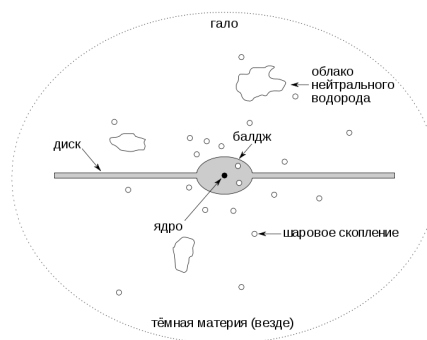 гало
облако
нейтрального
водорода
балдж
диск
ядро
шаровое скопление
тёмная материя (везде)